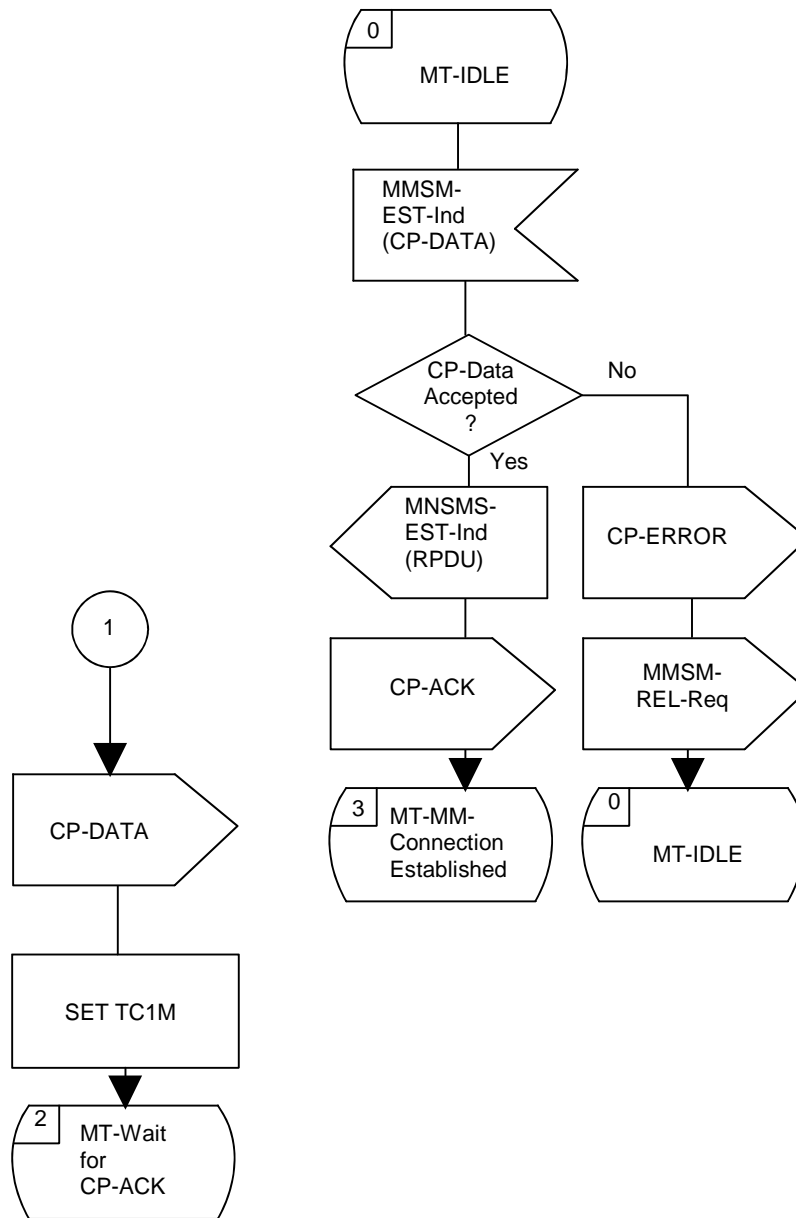 0
MT-IDLE
MMSM-
EST-Ind
(CP-DATA)
CP-Data
Accepted
?
No
Yes
MNSMS-
EST-Ind
(RPDU)
CP-ERROR
CP-ACK
MMSM-
REL-Req
3
MT-MM-
Connection
Established
0
MT-IDLE
1
CP-DATA
SET TC1M
2
MT-Wait
for
CP-ACK